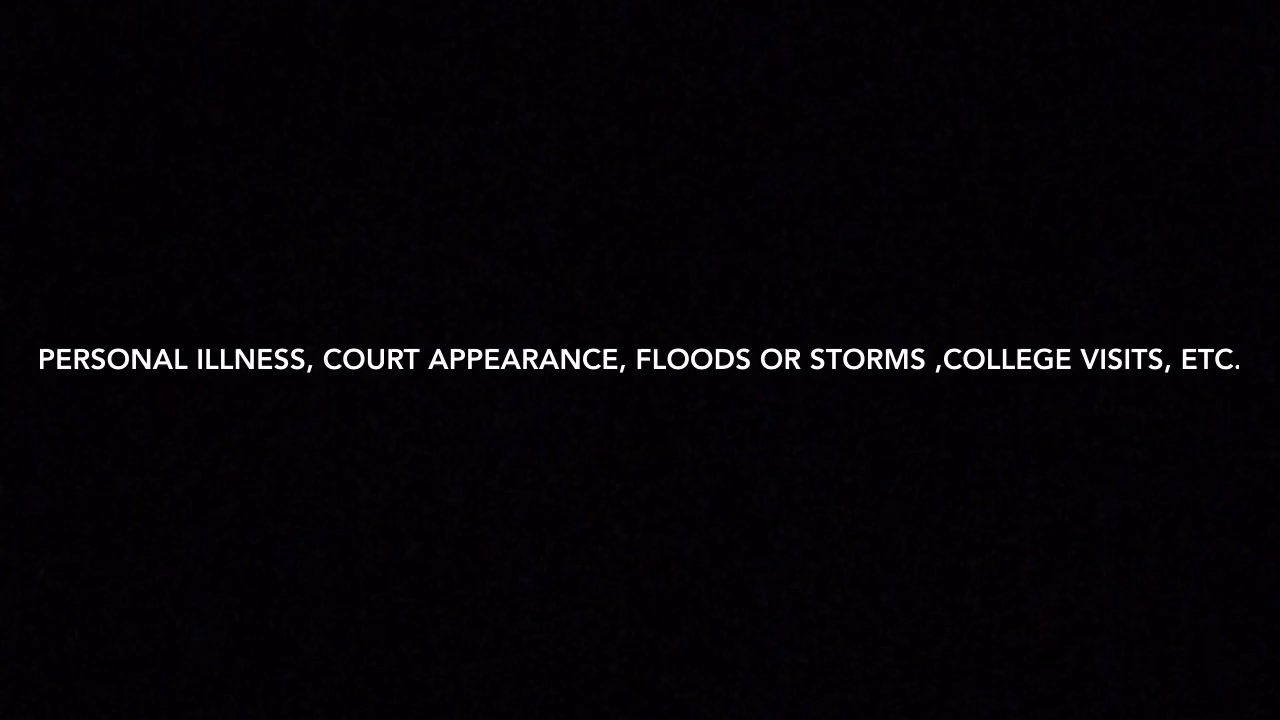 PERSONAL ILLNESS, COURT APPEARANCE, FLOODS OR STORMS ,COLLEGE VISITS, ETC.